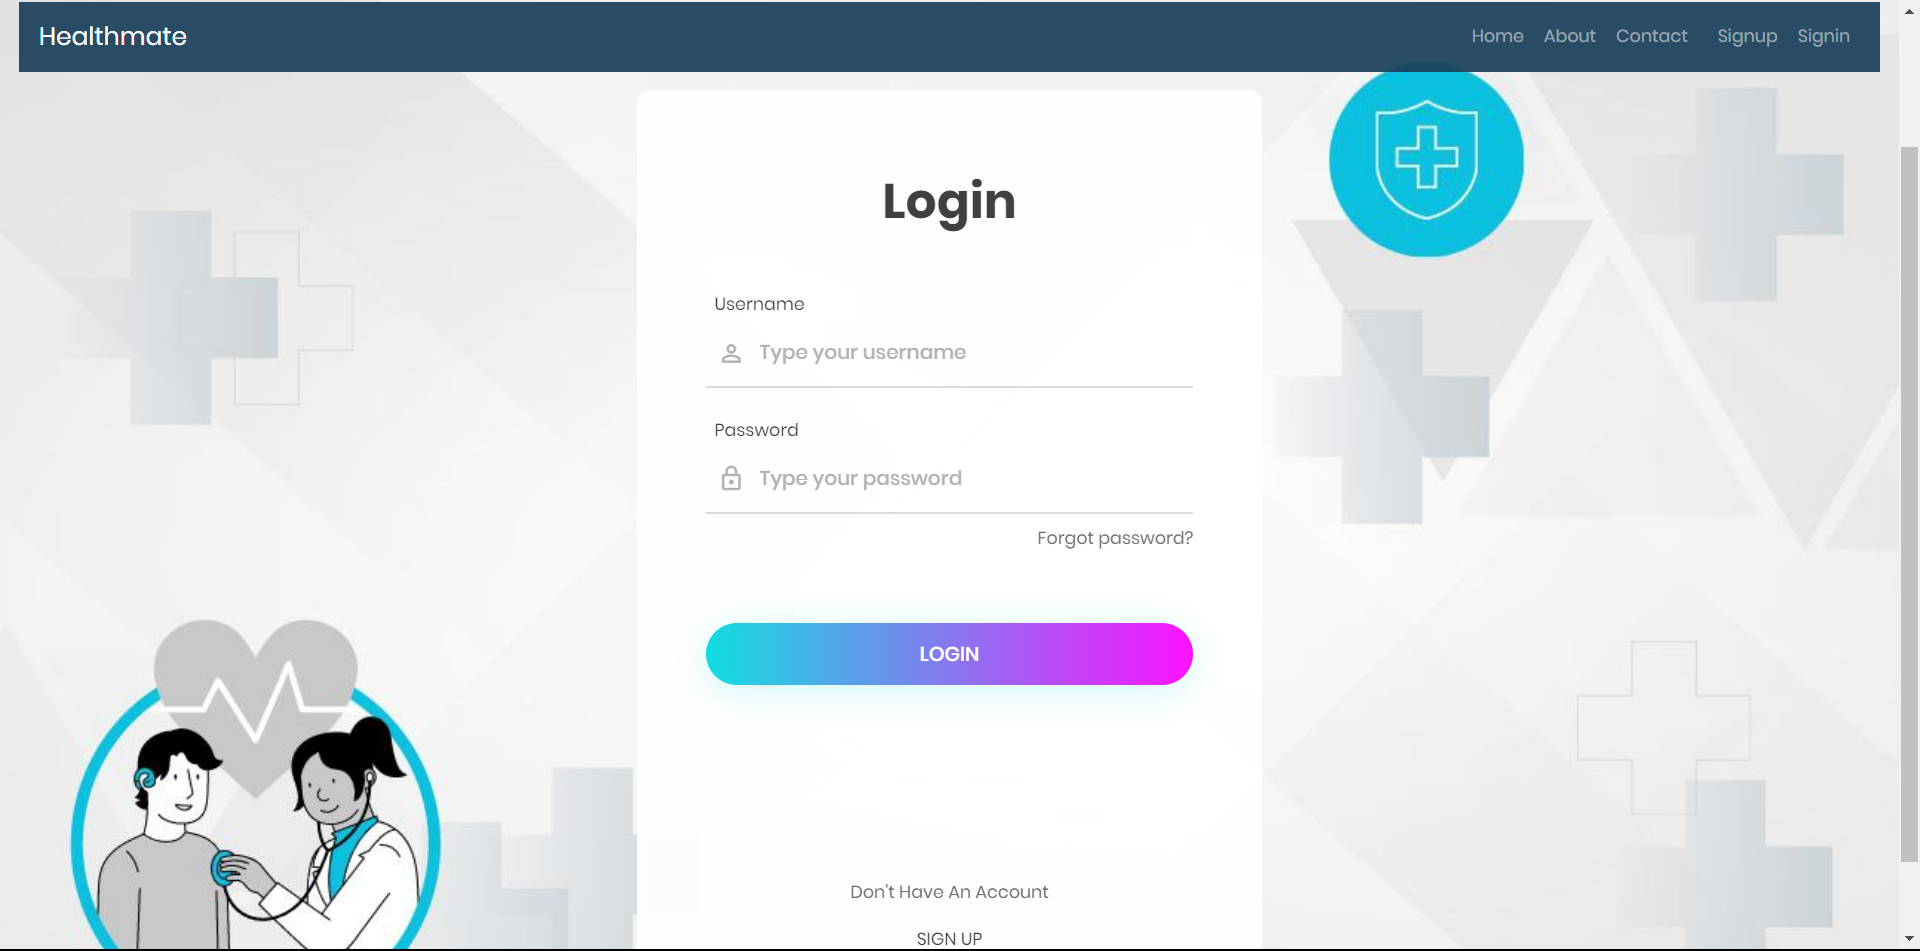 Healthmate
Home About Contact Signup Signin
Login
Username
Type your username
Password
Type your password
Forgot password?
LOGIN
Don't Have An Account
SIGN UP